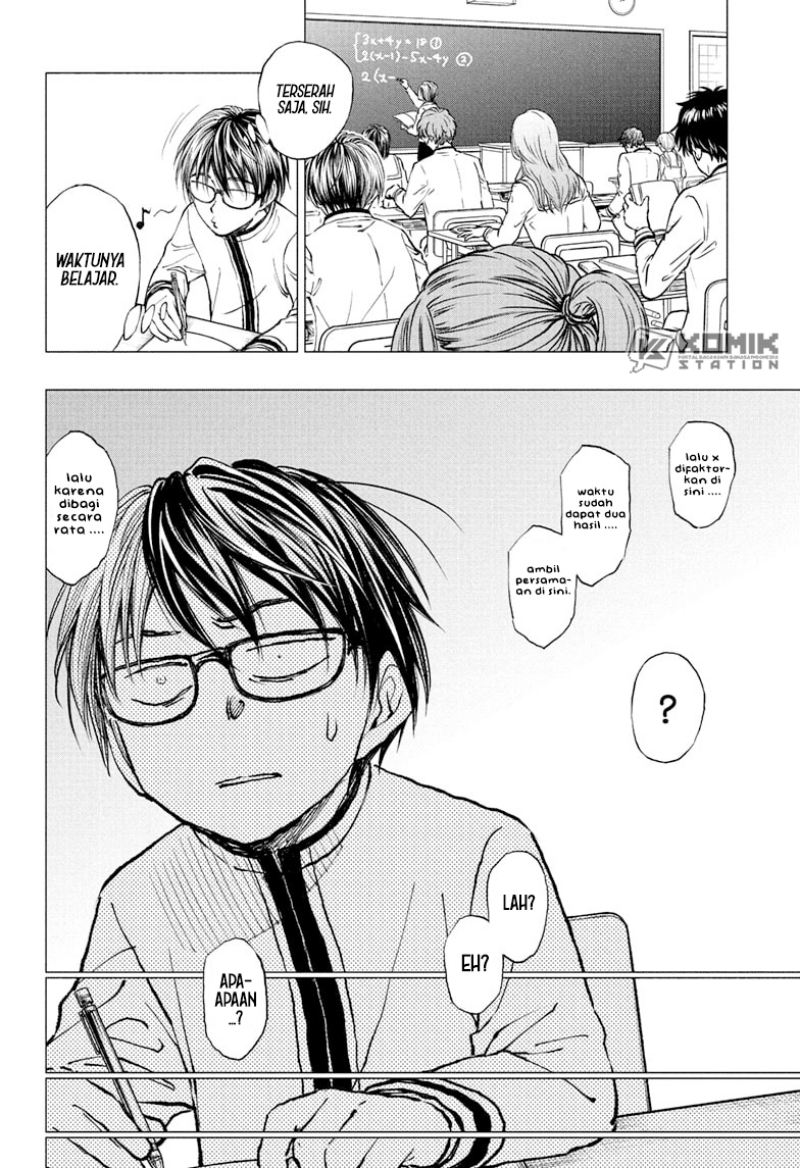 3x+4y=18 ①
2(x-1)-5x-4y ②
2(x-
TERSERAH
SAJA, SIH.
WAKTUNYA
BELAJAR.
KOMIK
STATION
lalu x
difaktor-
kan di
sini ....
waktu
sudah
dapat dua
hasil ....
ambil
persama-
an di sini.
lalu
karena
dibagi
secara
rata ....
?
LAH?
EH?
APA-
APAAN
...?